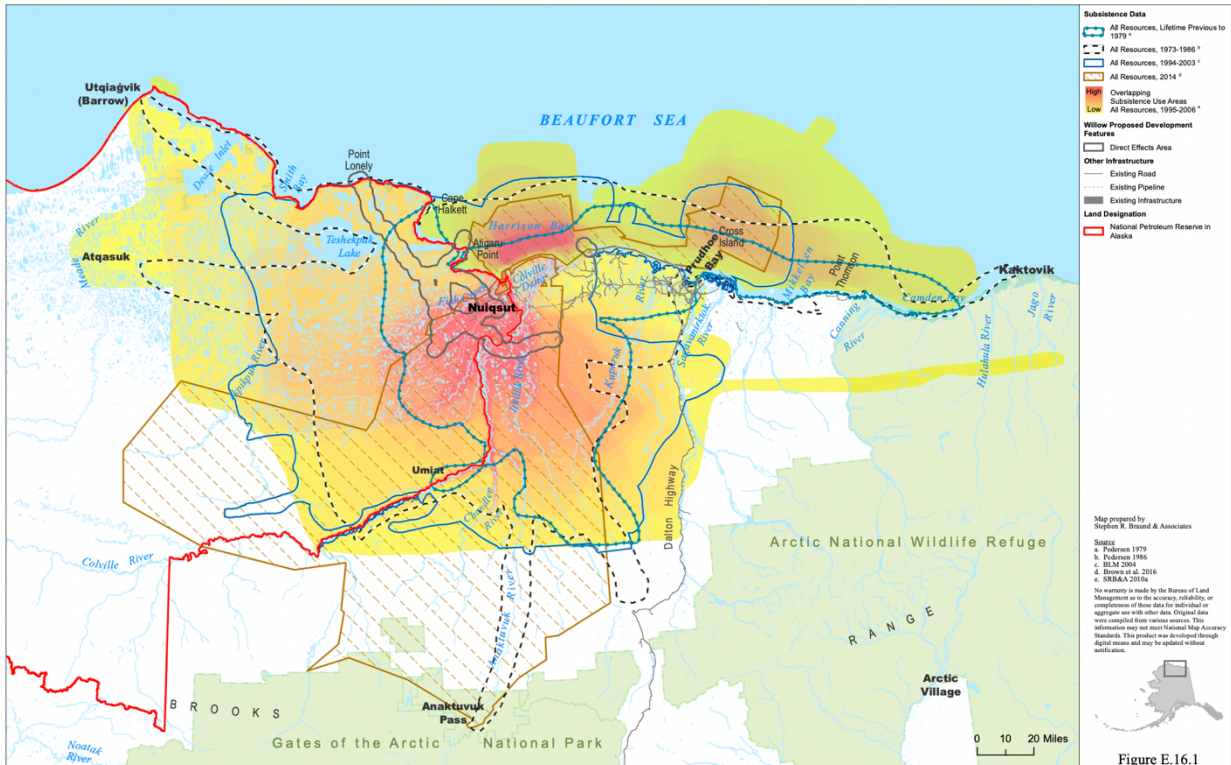 Utqiaġvik
(Barrow)
BEAUFORT SEA
Dease Inlet
Smith Bay
Point
Lonely
Cape
Halkett
Harrison Bay
Teshekpuk
Lake
Atigaru
Point
Colville
Delta
Fish Creek
Nuiqsut
Meade River
Atqasuk
Ikpikpuk River
Itkillik River
Kuparuk
River
Prudhoe
Bay
Cross
Island
Sagavanirktok
River
Mikkelsen
Bay
Point
Thomson
Camden Bay
Kaktovik
Canning
River
Hulahula River
Jago
River
Umiat
Chandler
River
Colville River
Anaktuvuk River
Dalton Highway
Arctic National Wildlife Refuge
BROOKS
RANGE
Anaktuvuk
Pass
Gates of the Arctic National Park
Arctic
Village
Noatak
River
0 10 20 Miles
Subsistence Data
All Resources, Lifetime Previous to
1979 a
All Resources, 1973-1986 b
All Resources, 1994-2003 c
All Resources, 2014 d
High
Low
Overlapping
Subsistence Use Areas
All Resources, 1995-2006 e
Willow Proposed Development
Features
Direct Effects Area
Other Infrastructure
Existing Road
Existing Pipeline
Existing Infrastructure
Land Designation
National Petroleum Reserve in
Alaska
Map prepared by
Stephen R. Braund & Associates
Source
a. Pedersen 1979
b. Pedersen 1986
c. BLM 2004
d. Brown et al. 2016
e. SRB&A 2010a
No warranty is made by the Bureau of Land
Management as to the accuracy, reliability, or
completeness of these data for individual or
aggregate use with other data. Original data
were compiled from various sources. This
information may not meet National Map Accuracy
Standards. This product was developed through
digital means and may be updated without
notification.
Figure E.16.1